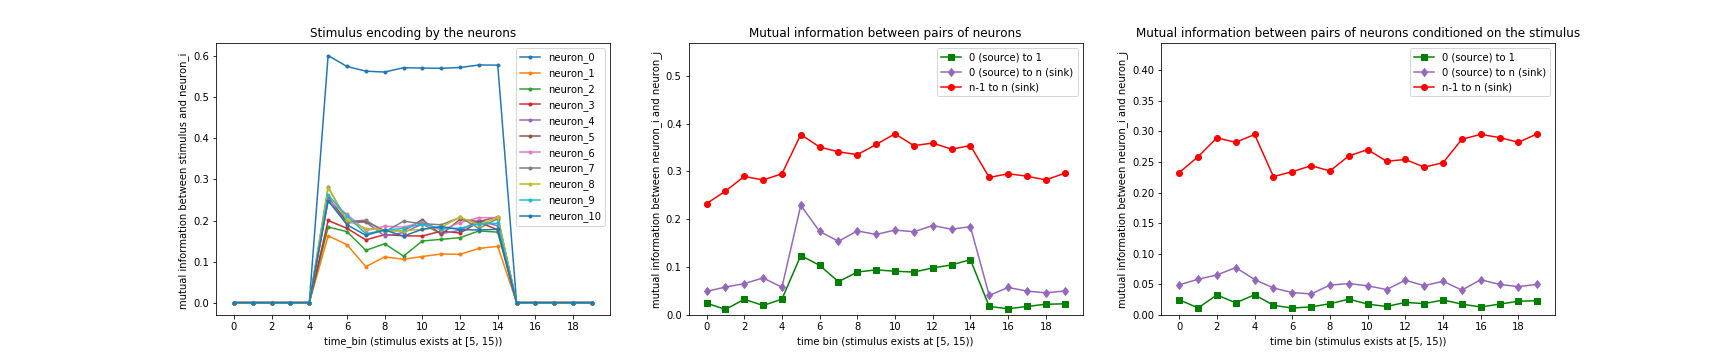 Stimulus encoding by the neurons
mutual information between stimulus and neuron_i
0.6
0.5
0.4
0.3
0.2
0.1
0.0
neuron_0
neuron_1
neuron_2
neuron_3
neuron_4
neuron_5
neuron_6
neuron_7
neuron_8
neuron_9
neuron_10
0 2 4 6 8 10 12 14 16 18
time_bin (stimulus exists at [5, 15))
Mutual information between pairs of neurons
mutual information between neuron_i and neuron_j
0.5
0.4
0.3
0.2
0.1
0.0
0 (source) to 1
0 (source) to n (sink)
n-1 to n (sink)
0 2 4 6 8 10 12 14 16 18
time bin (stimulus exists at [5, 15))
Mutual information between pairs of neurons conditioned on the stimulus
mutual information between neuron_i and neuron_j
0.40
0.35
0.30
0.25
0.20
0.15
0.10
0.05
0.00
0 (source) to 1
0 (source) to n (sink)
n-1 to n (sink)
0 2 4 6 8 10 12 14 16 18
time bin (stimulus exists at [5, 15))